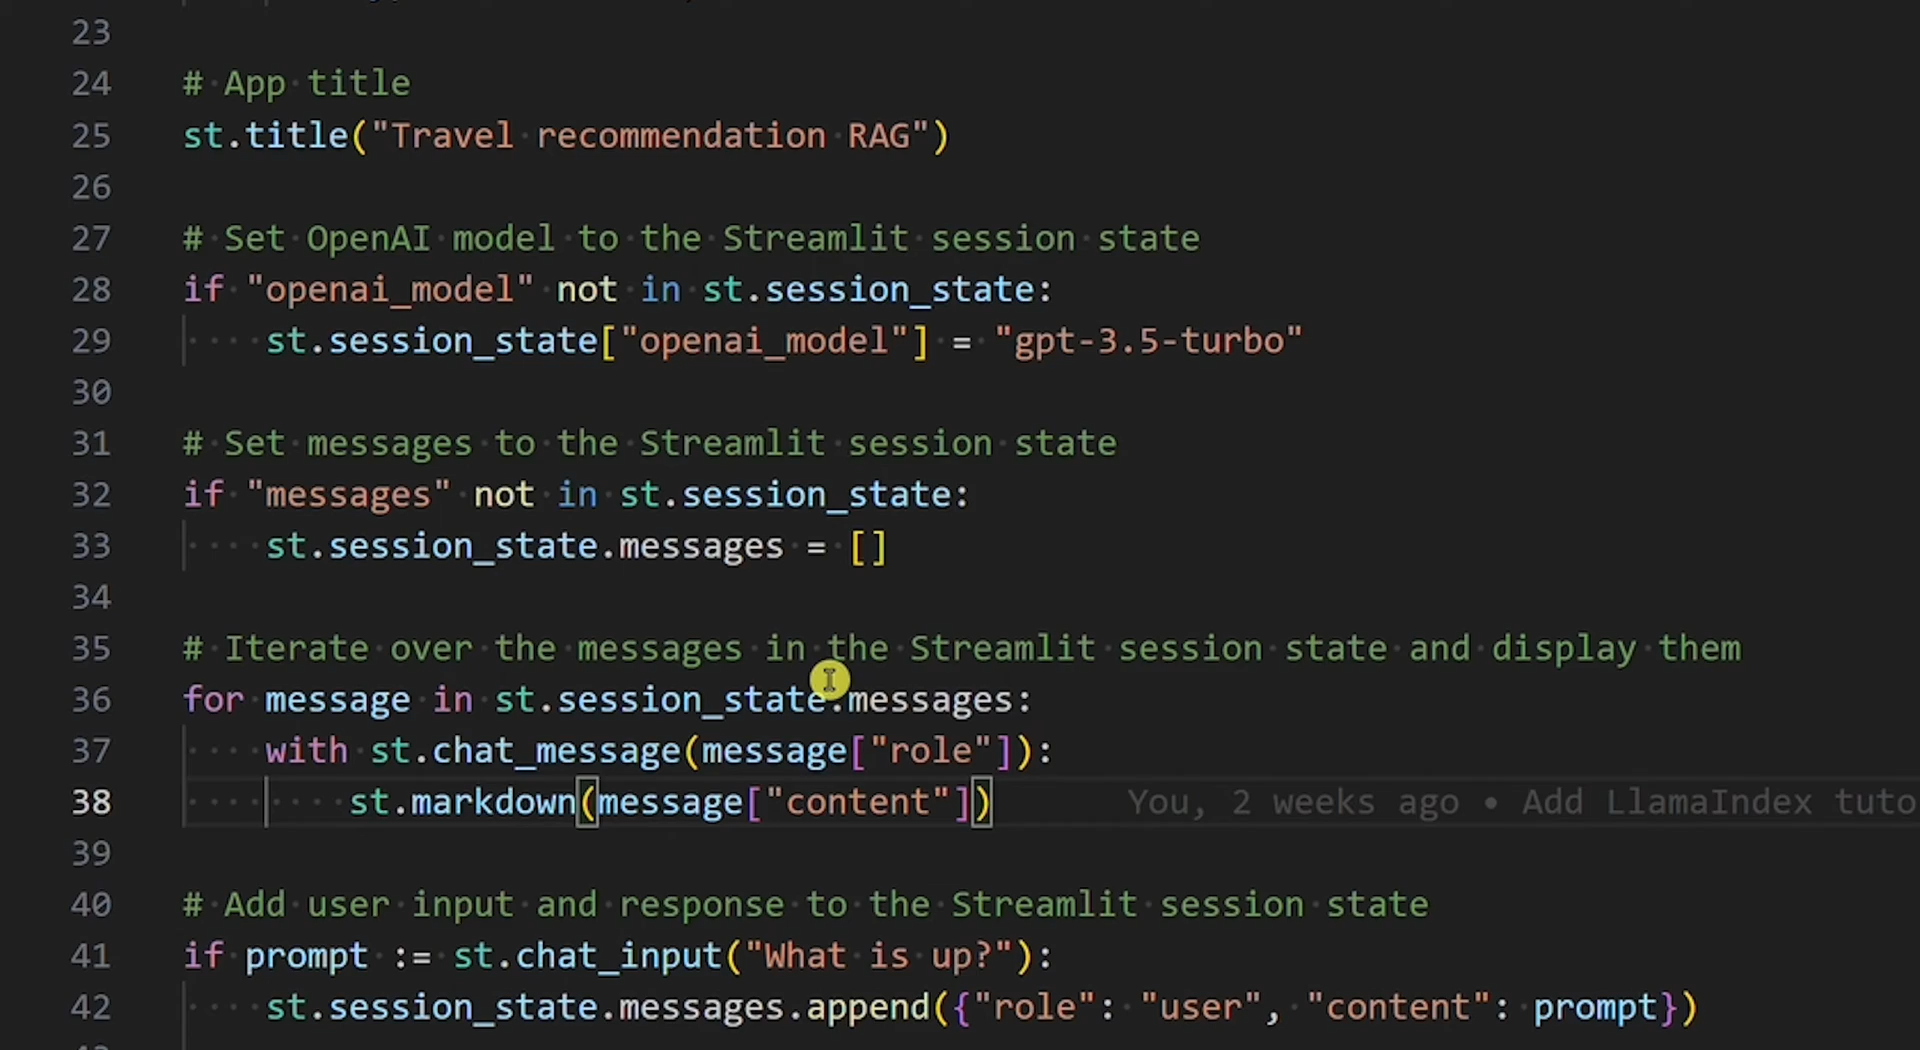 23
24 # App title
25 st.title("Travel recommendation RAG")
26
27 # Set OpenAI model to the Streamlit session state
28 if "openai_model" not in st.session_state:
29     st.session_state["openai_model"] = "gpt-3.5-turbo"
30
31 # Set messages to the Streamlit session state
32 if "messages" not in st.session_state:
33     st.session_state.messages = []
34
35 # Iterate over the messages in the Streamlit session state and display them
36 for message in st.session_state.messages:
37     with st.chat_message(message["role"]):
38         st.markdown(message["content"]) You, 2 weeks ago • Add LlamaIndex tuto
39
40 # Add user input and response to the Streamlit session state
41 if prompt := st.chat_input("What is up?"):
42     st.session_state.messages.append({"role": "user", "content": prompt})